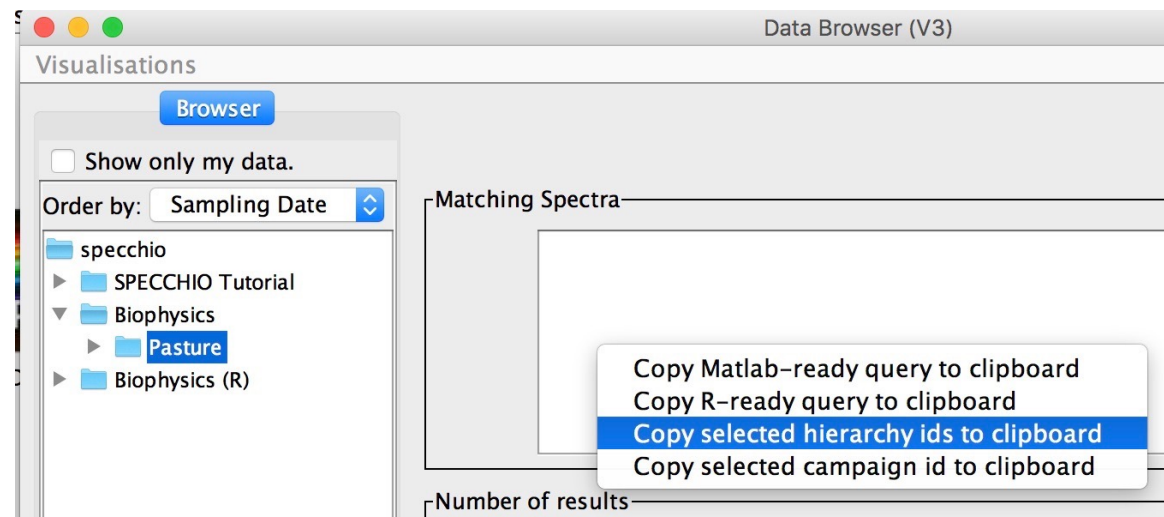 Data Browser (V3)
Visualisations
Browser
Show only my data.
Order by: Sampling Date
specchio
SPECCHIO Tutorial
Biophysics
Pasture
Biophysics (R)
Matching Spectra
Copy Matlab-ready query to clipboard
Copy R-ready query to clipboard
Copy selected hierarchy ids to clipboard
Copy selected campaign id to clipboard
Number of results